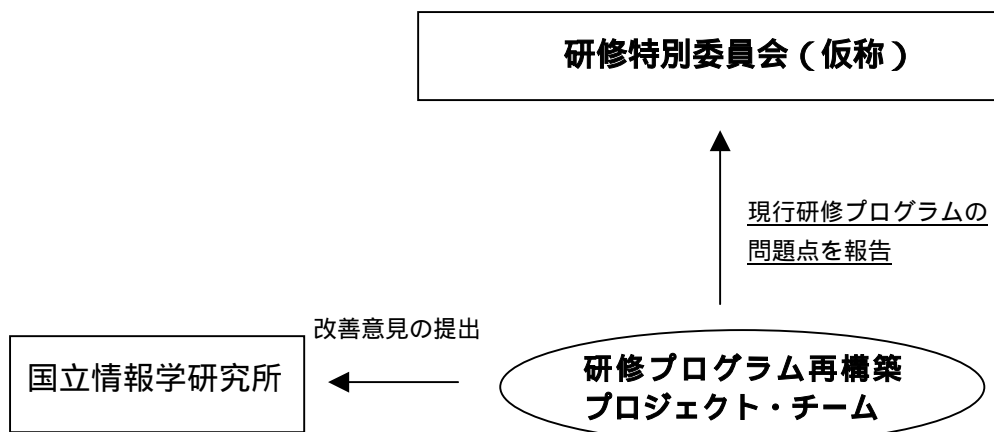 研修特別委員会(仮称)
現行研修プログラムの
問題点を報告
改善意見の提出
国立情報学研究所
研修プログラム再構築
プロジェクト・チーム